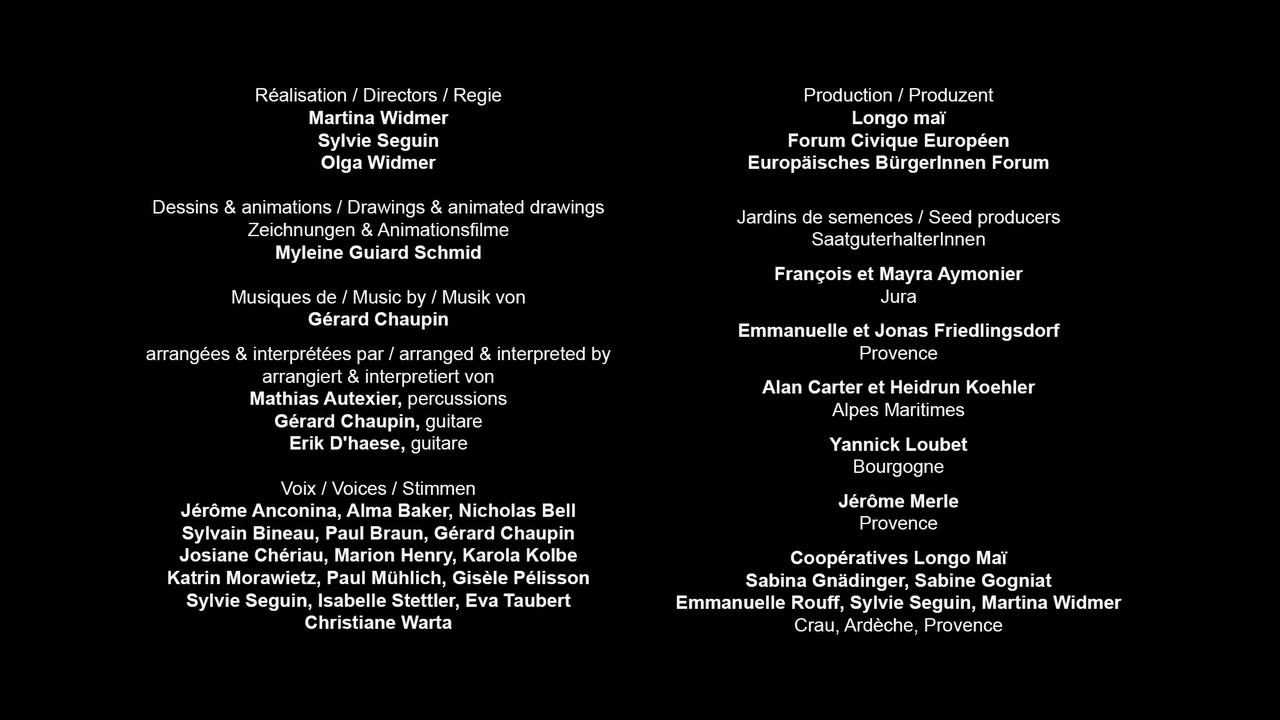 Réalisation / Directors / Regie
Martina Widmer
Sylvie Seguin
Olga Widmer
Dessins & animations / Drawings & animated drawings
Zeichnungen & Animationsfilme
Myleine Guiard Schmid
Musiques de / Music by / Musik von
Gérard Chaupin
arrangées & interprétées par / arranged & interpreted by
arrangiert & interpretiert von
Mathias Autexier, percussions
Gérard Chaupin, guitare
Erik D'haese, guitare
Voix / Voices / Stimmen
Jérôme Anconina, Alma Baker, Nicholas Bell
Sylvain Bineau, Paul Braun, Gérard Chaupin
Josiane Chériau, Marion Henry, Karola Kolbe
Katrin Morawietz, Paul Mühlich, Gisèle Pélisson
Sylvie Seguin, Isabelle Stettler, Eva Taubert
Christiane Warta
Production / Produzent
Longo maï
Forum Civique Européen
Europäisches BürgerInnen Forum
Jardins de semences / Seed producers
SaatguterhalterInnen
François et Mayra Aymonier
Jura
Emmanuelle et Jonas Friedlingsdorf
Provence
Alan Carter et Heidrun Koehler
Alpes Maritimes
Yannick Loubet
Bourgogne
Jérôme Merle
Provence
Coopératives Longo Maï
Sabina Gnädinger, Sabine Gogniat
Emmanuelle Rouff, Sylvie Seguin, Martina Widmer
Crau, Ardèche, Provence